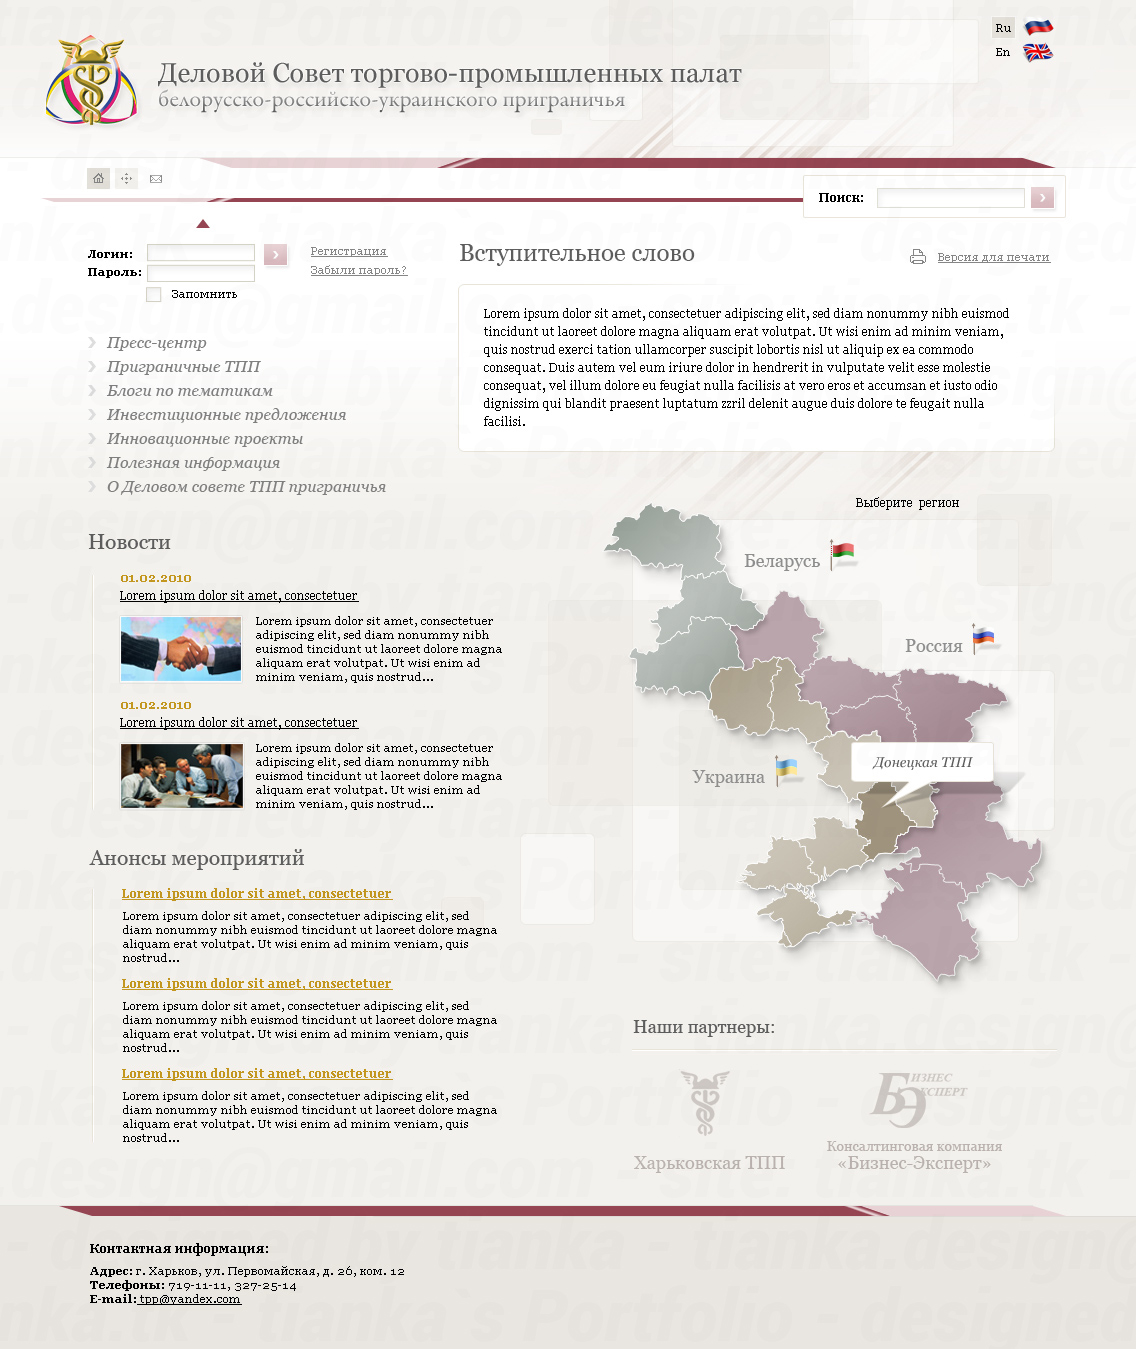 Ru
En
Деловой Совет торгово-промышленных палат
белорусско-российско-украинского приграничья
Поиск:
Логин:
Пароль:
Запомнить
Регистрация
Забыли пароль?
Пресс-центр
Приграничные ТПП
Блоги по тематикам
Инвестиционные предложения
Инновационные проекты
Полезная информация
О Деловом совете ТПП приграничья
Вступительное слово
Версия для печати
Lorem ipsum dolor sit amet, consectetuer adipiscing elit, sed diam nonummy nibh euismod
tincidunt ut laoreet dolore magna aliquam erat volutpat. Ut wisi enim ad minim veniam,
quis nostrud exerci tation ullamcorper suscipit lobortis nisl ut aliquip ex ea commodo
consequat. Duis autem vel eum iriure dolor in hendrerit in vulputate velit esse molestie
consequat, vel illum dolore eu feugiat nulla facilisis at vero eros et accumsan et iusto odio
dignissim qui blandit praesent luptatum zzril delenit augue duis dolore te feugait nulla
facilisi.
Новости
01.02.2010
Lorem ipsum dolor sit amet, consectetuer
Lorem ipsum dolor sit amet, consectetuer
adipiscing elit, sed diam nonummy nibh
euismod tincidunt ut laoreet dolore magna
aliquam erat volutpat. Ut wisi enim ad
minim veniam, quis nostrud...
01.02.2010
Lorem ipsum dolor sit amet, consectetuer
Lorem ipsum dolor sit amet, consectetuer
adipiscing elit, sed diam nonummy nibh
euismod tincidunt ut laoreet dolore magna
aliquam erat volutpat. Ut wisi enim ad
minim veniam, quis nostrud...
Анонсы мероприятий
Lorem ipsum dolor sit amet, consectetuer
Lorem ipsum dolor sit amet, consectetuer adipiscing elit, sed
diam nonummy nibh euismod tincidunt ut laoreet dolore magna
aliquam erat volutpat. Ut wisi enim ad minim veniam, quis
nostrud...
Lorem ipsum dolor sit amet, consectetuer
Lorem ipsum dolor sit amet, consectetuer adipiscing elit, sed
diam nonummy nibh euismod tincidunt ut laoreet dolore magna
aliquam erat volutpat. Ut wisi enim ad minim veniam, quis
nostrud...
Lorem ipsum dolor sit amet, consectetuer
Lorem ipsum dolor sit amet, consectetuer adipiscing elit, sed
diam nonummy nibh euismod tincidunt ut laoreet dolore magna
aliquam erat volutpat. Ut wisi enim ad minim veniam, quis
nostrud...
Выберите регион
Беларусь
Россия
Украина
Донецкая ТПП
Наши партнеры:
Харьковская ТПП
БИЗНЕС
ЭКСПЕРТ
Консалтинговая компания
«Бизнес-Эксперт»
Контактная информация:
Адрес: г. Харьков, ул. Первомайская, д. 26, ком. 12
Телефоны: 719-11-11, 327-25-14
E-mail: tpp@yandex.com